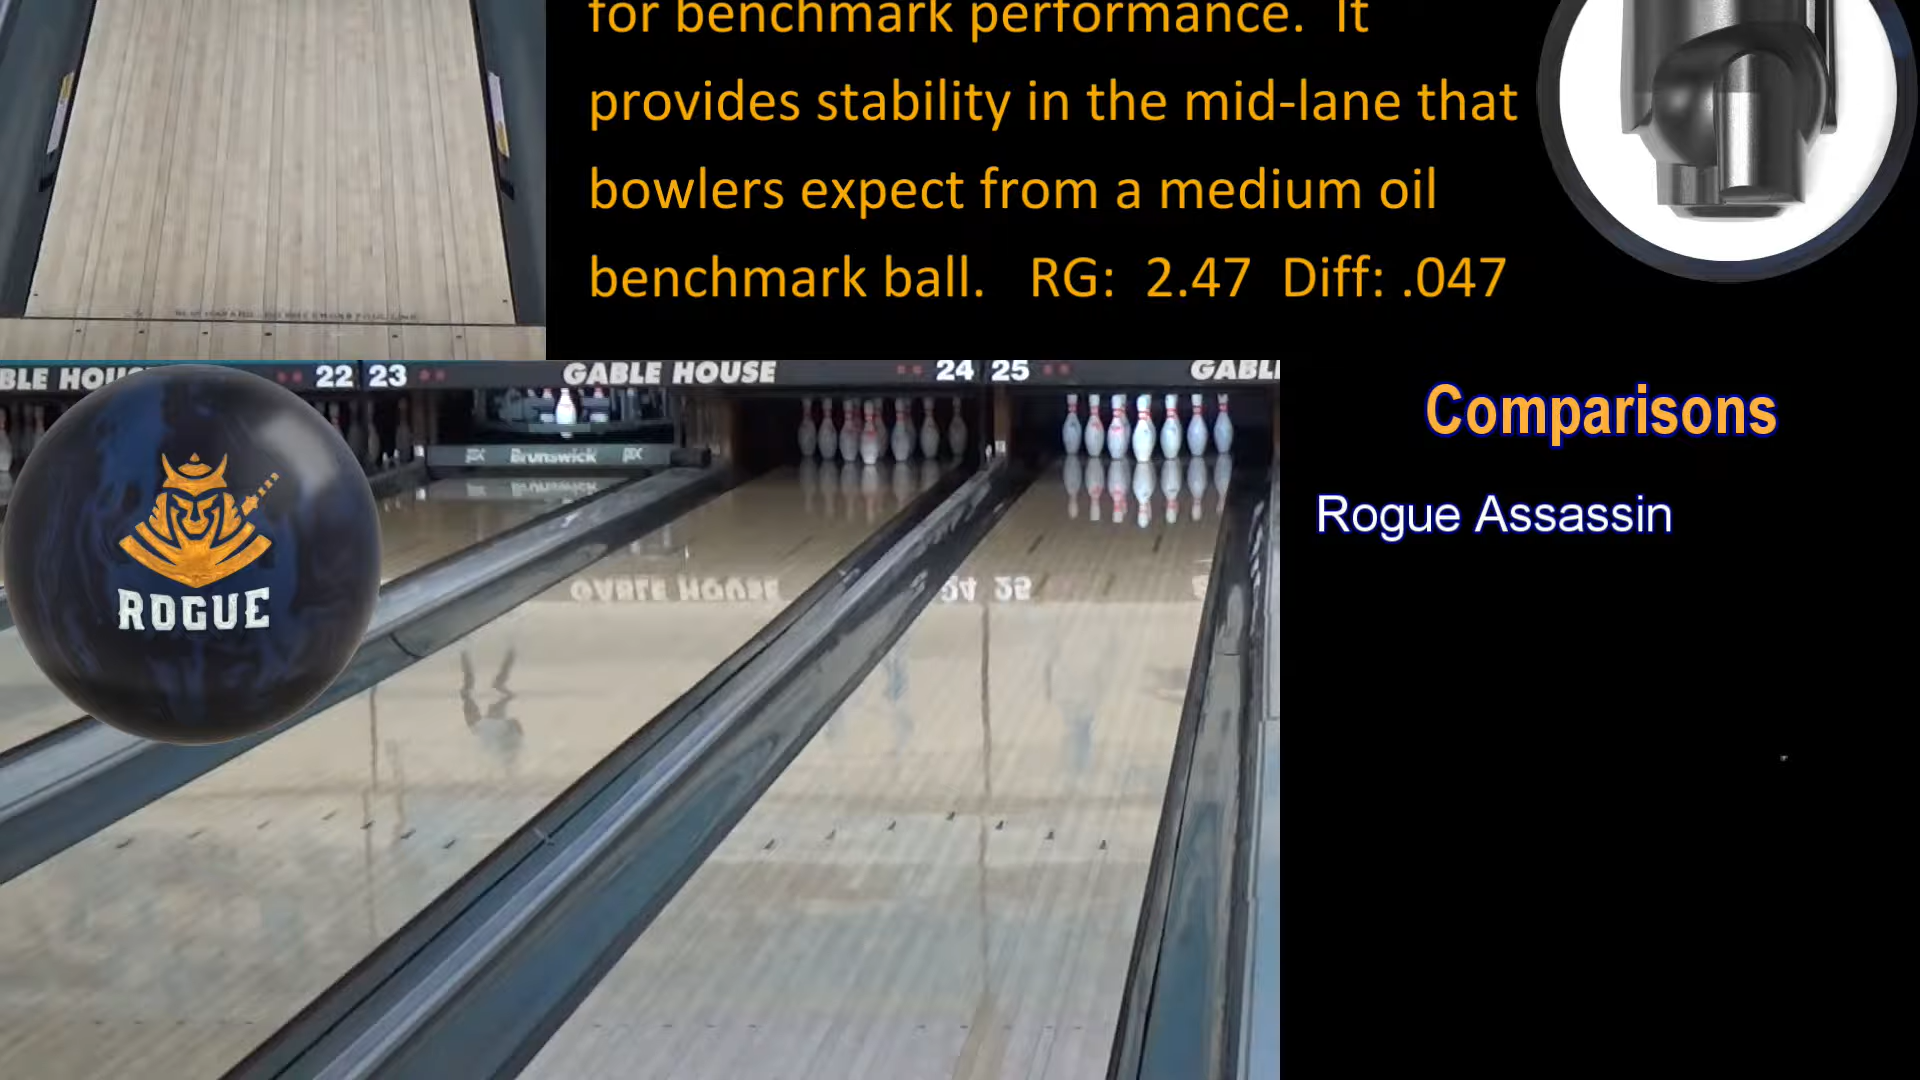 for benchmark performance. It
provides stability in the mid-lane that
bowlers expect from a medium oil
benchmark ball. RG: 2.47 Diff: .047
22 23 GABLE HOUSE 24 25
Comparisons
Brunswick
Rogue Assassin
ROGUE